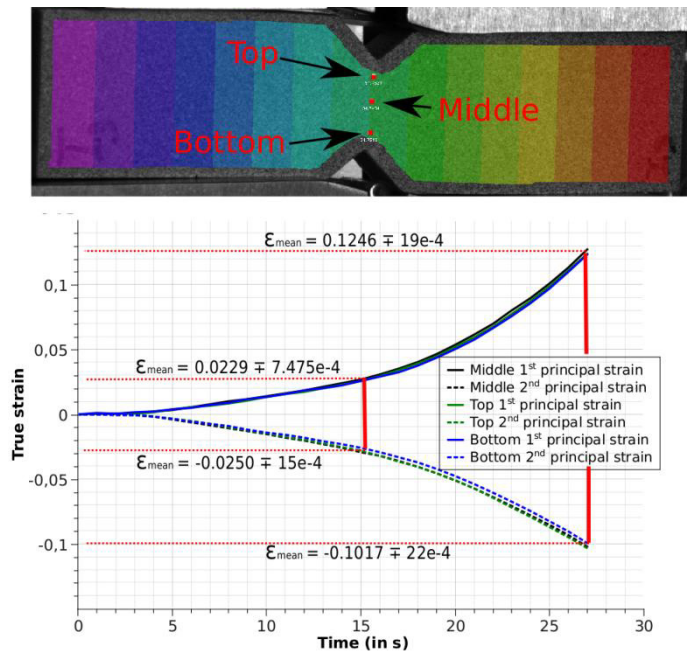 Top
Middle
Bottom
εmean = 0.1246 ∓ 19e-4
0,1
0,05
εmean = 0.0229 ∓ 7.475e-4
Middle 1st principal strain
Middle 2nd principal strain
Top 1st principal strain
Top 2nd principal strain
Bottom 1st principal strain
Bottom 2nd principal strain
0
εmean = -0.0250 ∓ 15e-4
-0,05
-0,1
εmean = -0.1017 ∓ 22e-4
True strain
0 5 10 15 20 25 30
Time (in s)